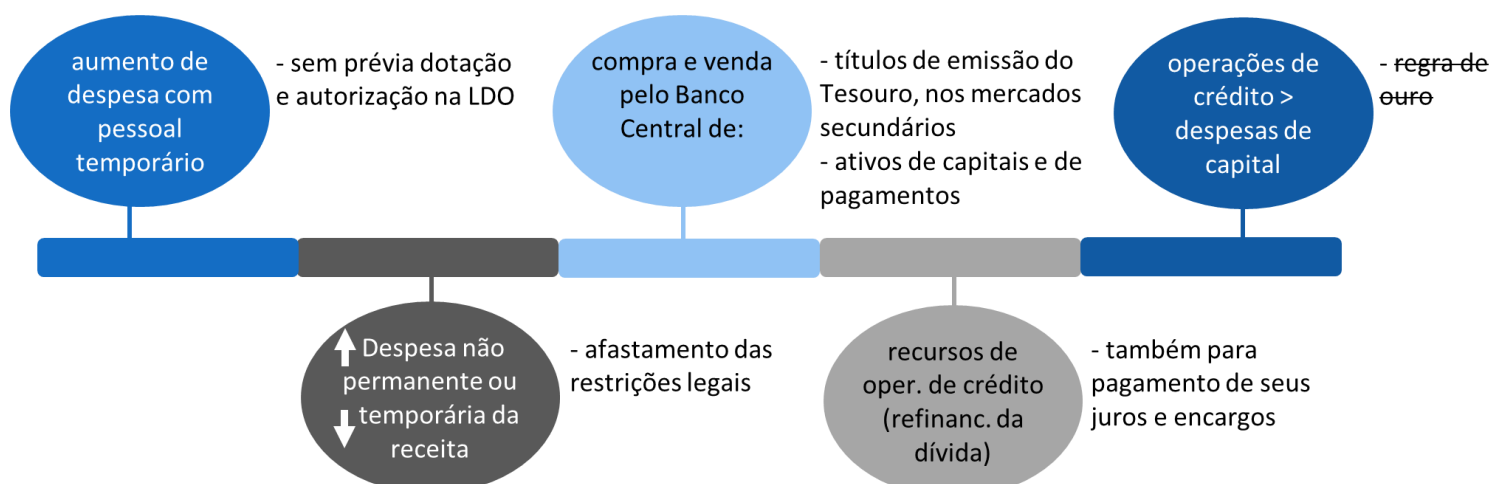 aumento de
despesa com
pessoal
temporário
- sem prévia dotação
e autorização na LDO
compra e venda
pelo Banco
Central de:
- títulos de emissão do
Tesouro, nos mercados
secundários
- ativos de capitais e de
pagamentos
operações de
crédito >
despesas de
capital
- regra de
ouro
Despesa não
permanente ou
temporária da
receita
- afastamento das
restrições legais
recursos de
oper. de crédito
(refinanc. da
dívida)
- também para
pagamento de seus
juros e encargos